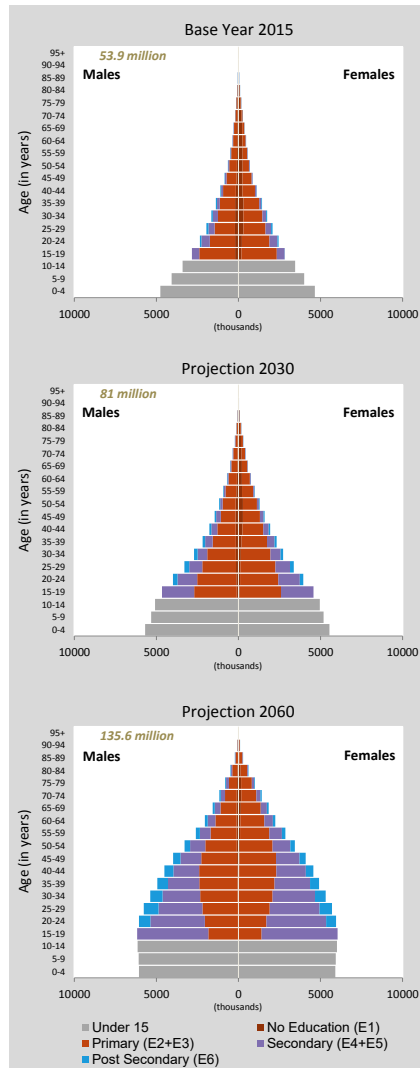 Base Year 2015
53.9 million
Males
Females
Age (in years)
95+
90-94
85-89
80-84
75-79
70-74
65-69
60-64
55-59
50-54
45-49
40-44
35-39
30-34
25-29
20-24
15-19
10-14
5-9
0-4
10000 5000 0 5000 10000
(thousands)
Projection 2030
81 million
Males
Females
Age (in years)
95+
90-94
85-89
80-84
75-79
70-74
65-69
60-64
55-59
50-54
45-49
40-44
35-39
30-34
25-29
20-24
15-19
10-14
5-9
0-4
10000 5000 0 5000 10000
(thousands)
Projection 2060
135.6 million
Males
Females
Age (in years)
95+
90-94
85-89
80-84
75-79
70-74
65-69
60-64
55-59
50-54
45-49
40-44
35-39
30-34
25-29
20-24
15-19
10-14
5-9
0-4
10000 5000 0 5000 10000
(thousands)
Under 15 No Education (E1)
Primary (E2+E3) Secondary (E4+E5)
Post Secondary (E6)